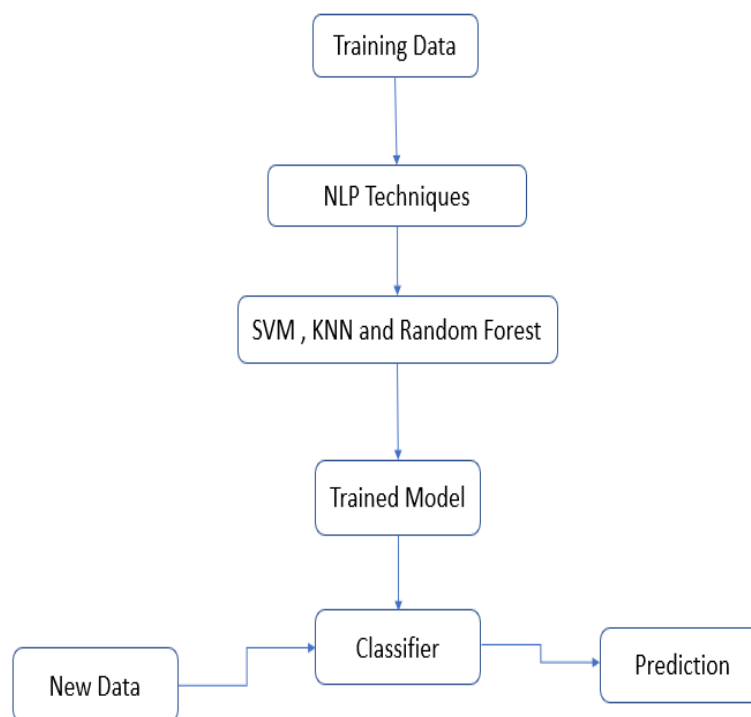 Training Data
NLP Techniques
SVM , KNN and Random Forest
Trained Model
Classifier
New Data
Prediction